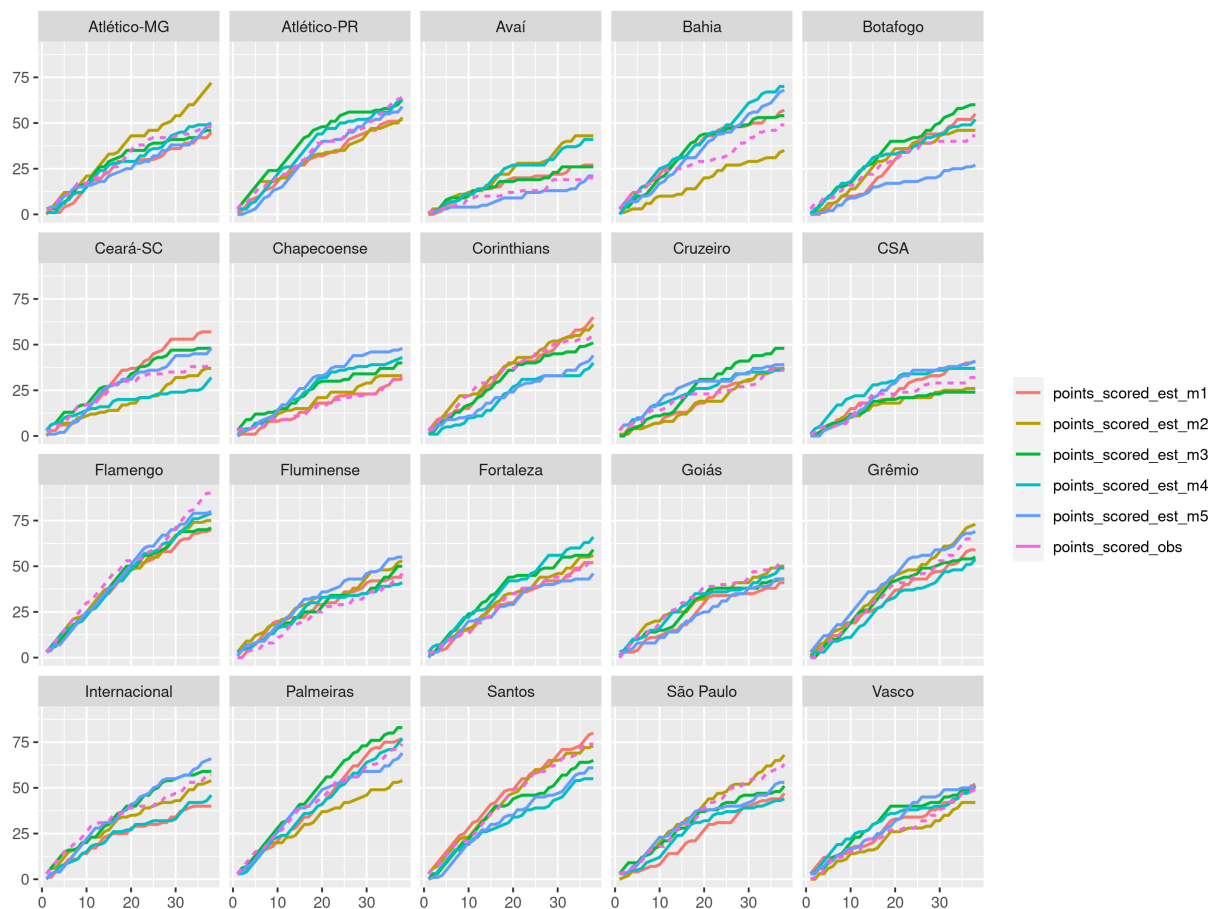 Atlético-MG Atlético-PR Avaí Bahia Botafogo
75
50
25
0
Ceará-SC Chapecoense Corinthians Cruzeiro CSA
75
50
25
0
Flamengo Fluminense Fortaleza Goiás Grêmio
75
50
25
0
Internacional Palmeiras Santos São Paulo Vasco
75
50
25
0
0 10 20 30 0 10 20 30 0 10 20 30 0 10 20 30 0 10 20 30
points_scored_est_m1
points_scored_est_m2
points_scored_est_m3
points_scored_est_m4
points_scored_est_m5
points_scored_obs